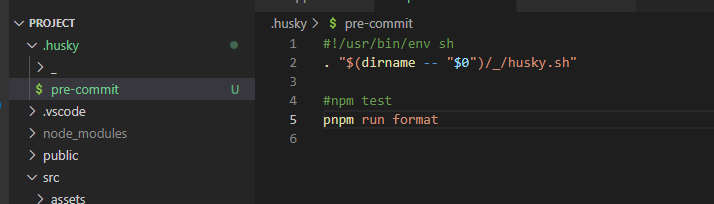 PROJECT
.husky
_
$ pre-commit U
.vscode
node_modules
public
src
assets
.husky > $ pre-commit
1 #!/usr/bin/env sh
2 . "$(dirname -- "$0")/_/husky.sh"
3
4 #npm test
5 pnpm run format
6